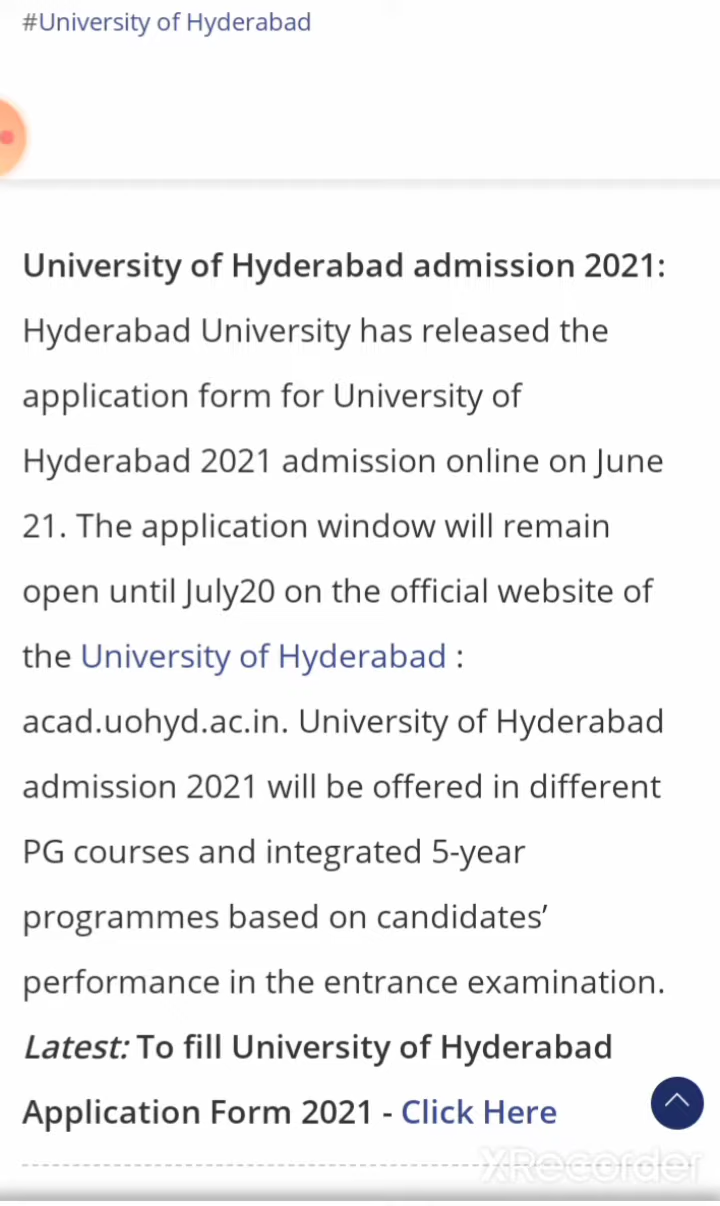 #University of Hyderabad
University of Hyderabad admission 2021:
Hyderabad University has released the
application form for University of
Hyderabad 2021 admission online on June
21. The application window will remain
open until July20 on the official website of
the University of Hyderabad :
acad.uohyd.ac.in. University of Hyderabad
admission 2021 will be offered in different
PG courses and integrated 5-year
programmes based on candidates’
performance in the entrance examination.
Latest: To fill University of Hyderabad
Application Form 2021 - Click Here
XRecorder